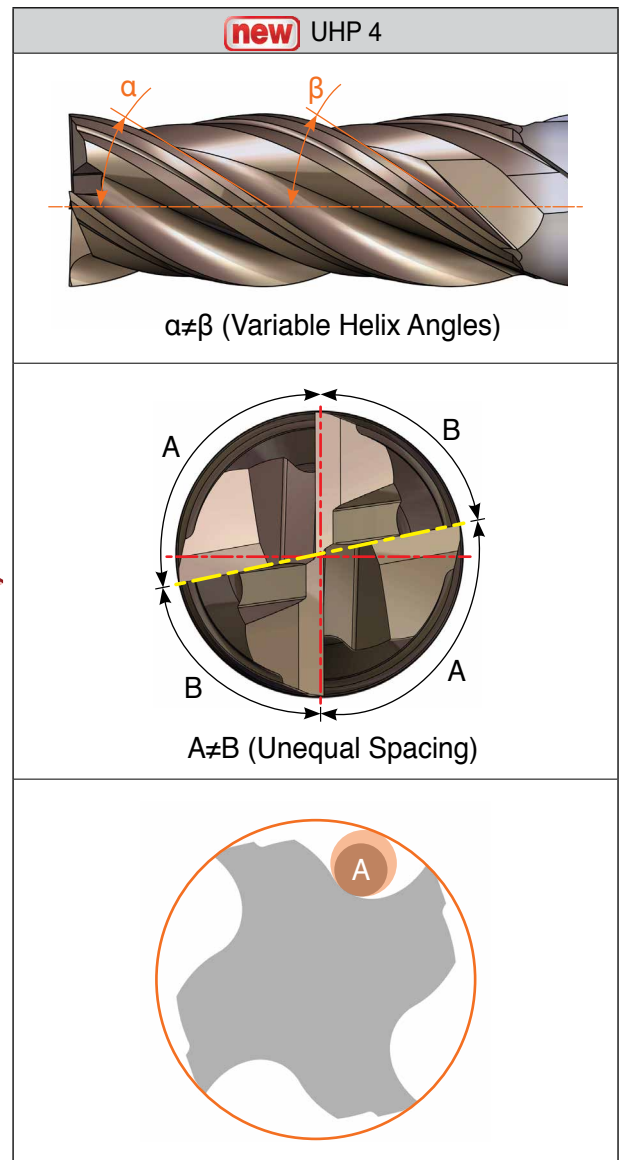 new UHP 4
α β
α≠β (Variable Helix Angles)
A B
B A
A≠B (Unequal Spacing)
A